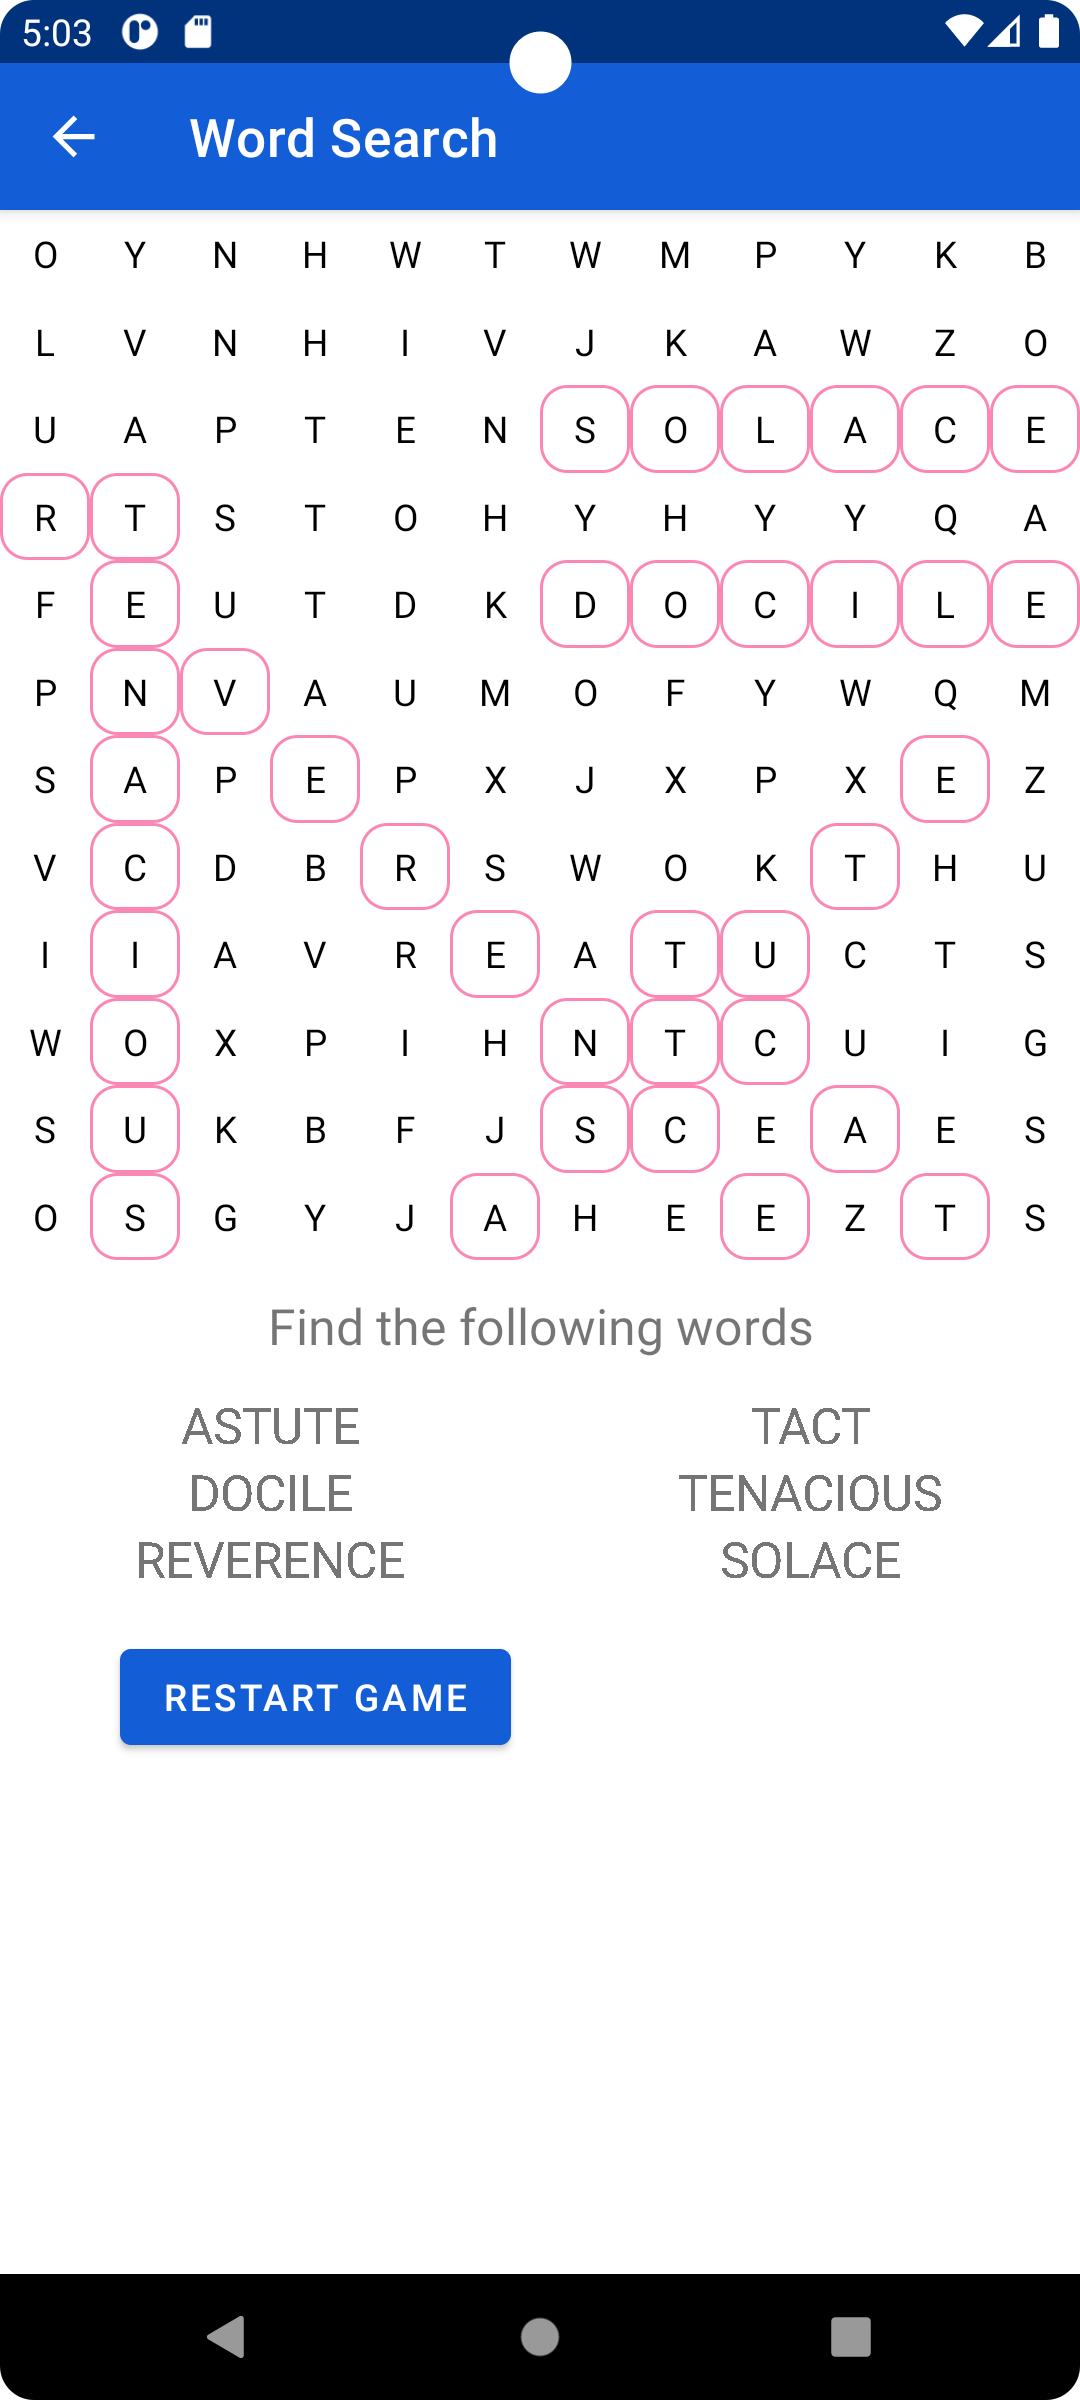 5:03
Word Search
O Y N H W T W M P Y K B
L V N H I V J K A W Z O
U A P T E N S O L A C E
R T S T O H Y H Y Y Q A
F E U T D K D O C I L E
P N V A U M O F Y W Q M
S A P E P X J X P X E Z
V C D B R S W O K T H U
I I A V R E A T U C T S
W O X P I H N T C U I G
S U K B F J S C E A E S
O S G Y J A H E E Z T S
Find the following words
ASTUTE TACT
DOCILE TENACIOUS
REVERENCE SOLACE
RESTART GAME